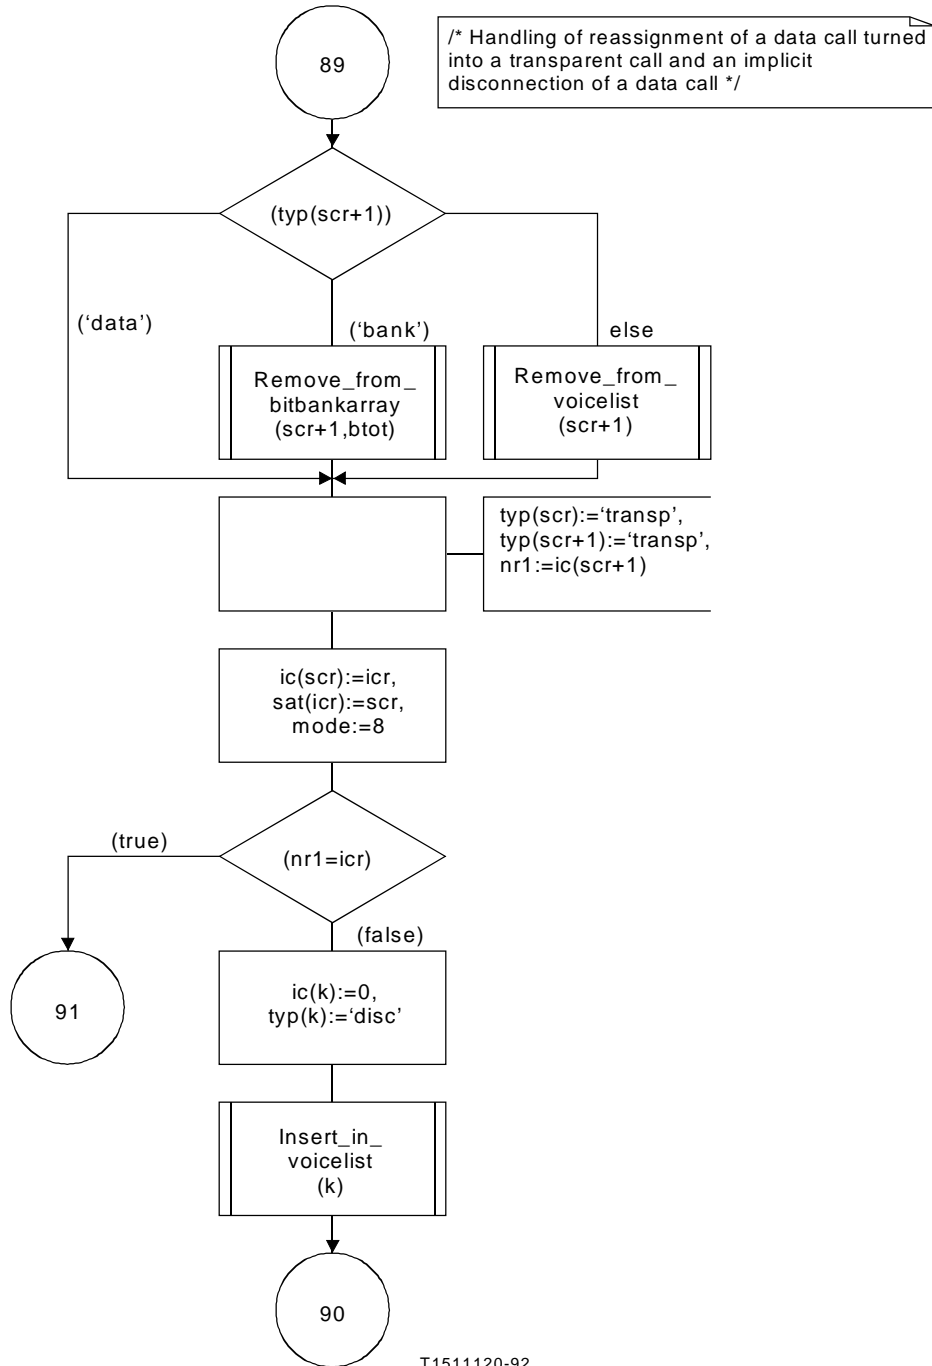 89
/* Handling of reassignment of a data call turned
into a transparent call and an implicit
disconnection of a data call */
(typ(scr+1))
(‘data’)
(‘bank’)
else
Remove_from_
bitbankarray
(scr+1,btot)
Remove_from_
voicelist
(scr+1)
typ(scr):=‘transp’,
typ(scr+1):=‘transp’,
nr1:=ic(scr+1)
ic(scr):=icr,
sat(icr):=scr,
mode:=8
(true)
(nr1=icr)
(false)
91
ic(k):=0,
typ(k):=‘disc’
Insert_in_
voicelist
(k)
90
T1511120-92